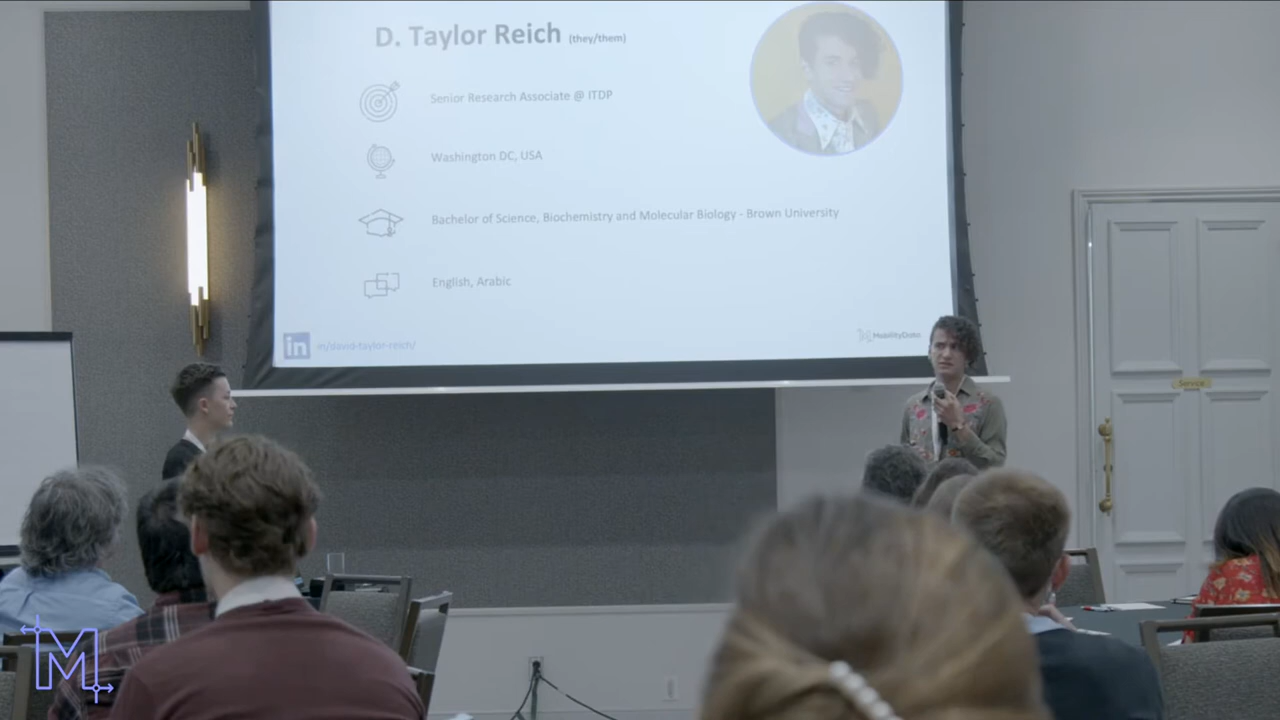 D. Taylor Reich (they/them)
Senior Research Associate @ ITDP
Washington DC, USA
Bachelor of Science, Biochemistry and Molecular Biology - Brown University
English, Arabic
in
in/david-taylor-reich/
MobilityData
Service
M